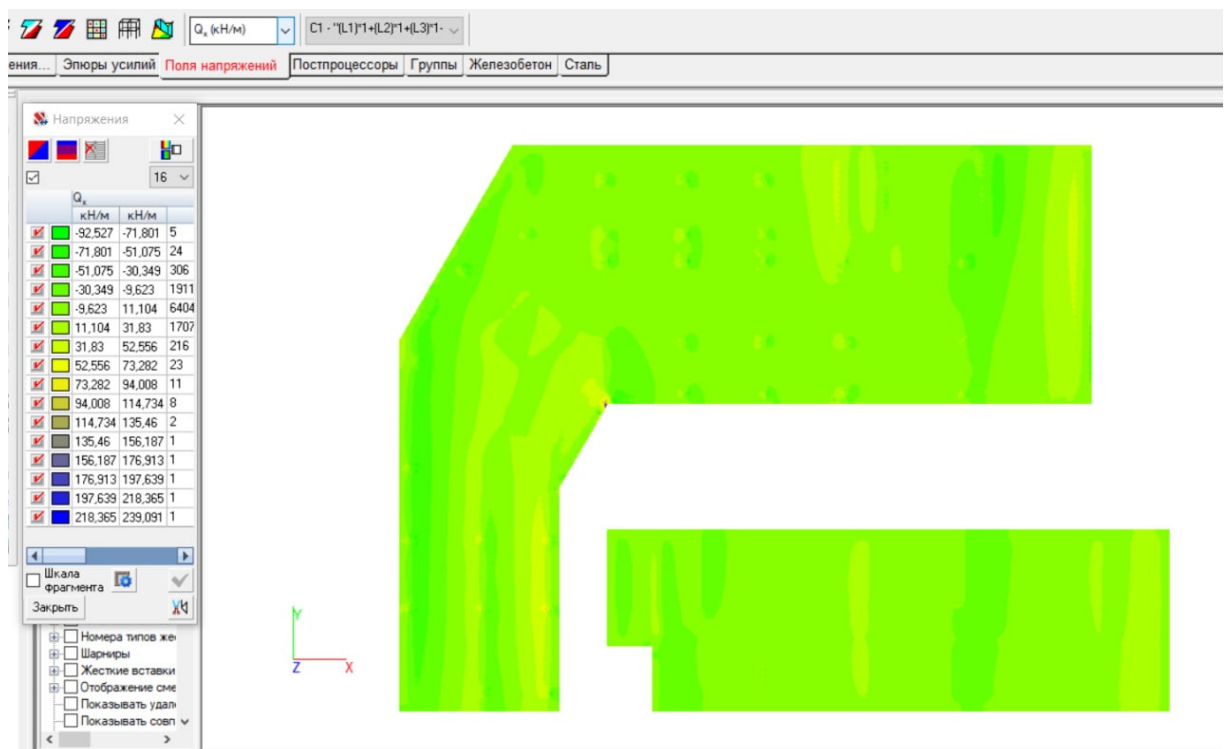 Qx (кН/м) C1 - "(L1)*1+(L2)*1+(L3)*1-
ения... Эпюры усилий Поля напряжений Постпроцессоры Группы Железобетон Сталь
Напряжения
16
Qx
кН/м кН/м
-92,527 -71,801 5
-71,801 -51,075 24
-51,075 -30,349 306
-30,349 -9,623 1911
-9,623 11,104 6404
11,104 31,83 1707
31,83 52,556 216
52,556 73,282 23
73,282 94,008 11
94,008 114,734 8
114,734 135,46 2
135,46 156,187 1
156,187 176,913 1
176,913 197,639 1
197,639 218,365 1
218,365 239,091 1
Шкала
фрагмента
Закрыть
Номера типов жес
Шарниры
Жесткие вставки
Отображение сме
Показывать удал
Показывать совп
Y
Z X